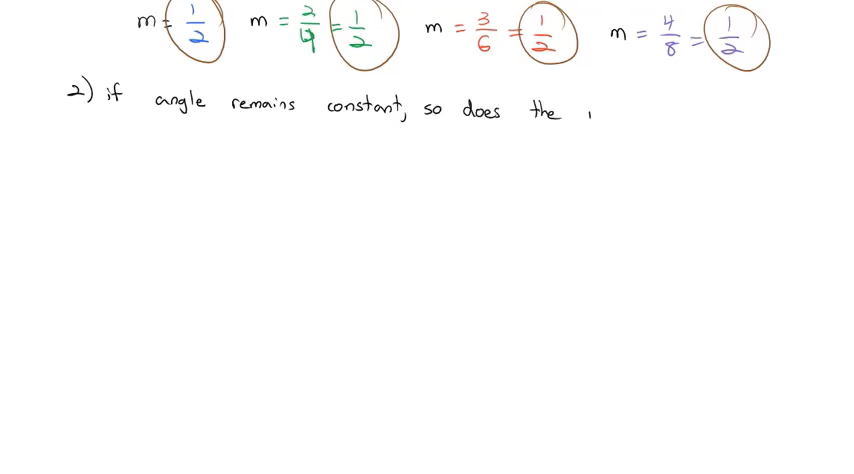 m = 1/2 m = 2/4 = 1/2 m = 3/6 = 1/2 m = 4/8 = 1/2
2) if angle remains constant, so does the